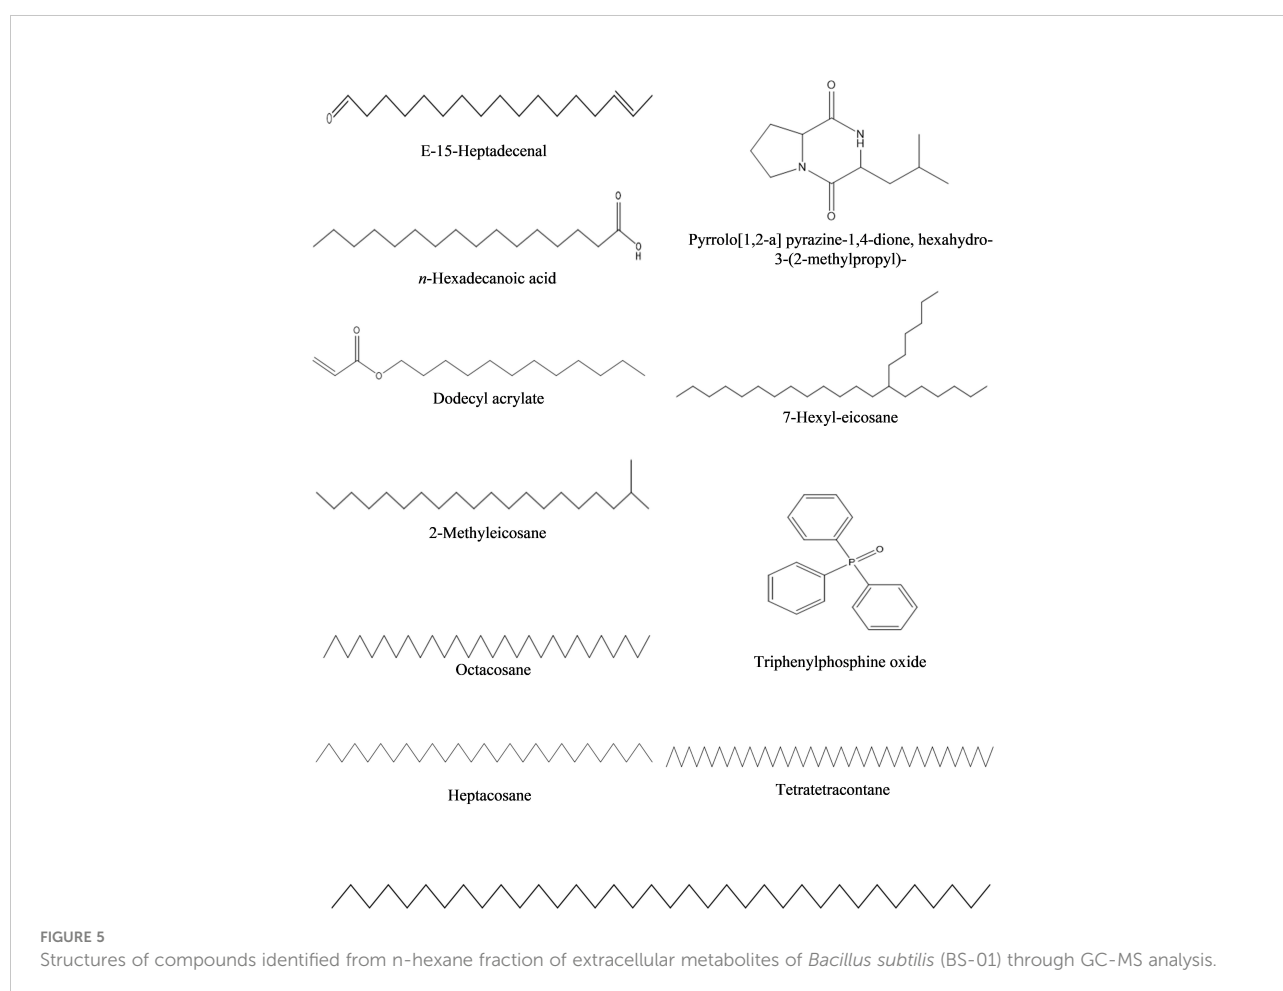 O
E-15-Heptadecenal
O
NH
N
O
Pyrrolo[1,2-a] pyrazine-1,4-dione, hexahydro-
3-(2-methylpropyl)-
O
O
H
n-Hexadecanoic acid
O
O
Dodecyl acrylate
7-Hexyl-eicosane
2-Methyleicosane
P
O
Triphenylphosphine oxide
Octacosane
Heptacosane
Tetratetracontane
FIGURE 5
Structures of compounds identified from n-hexane fraction of extracellular metabolites of Bacillus subtilis (BS-01) through GC-MS analysis.